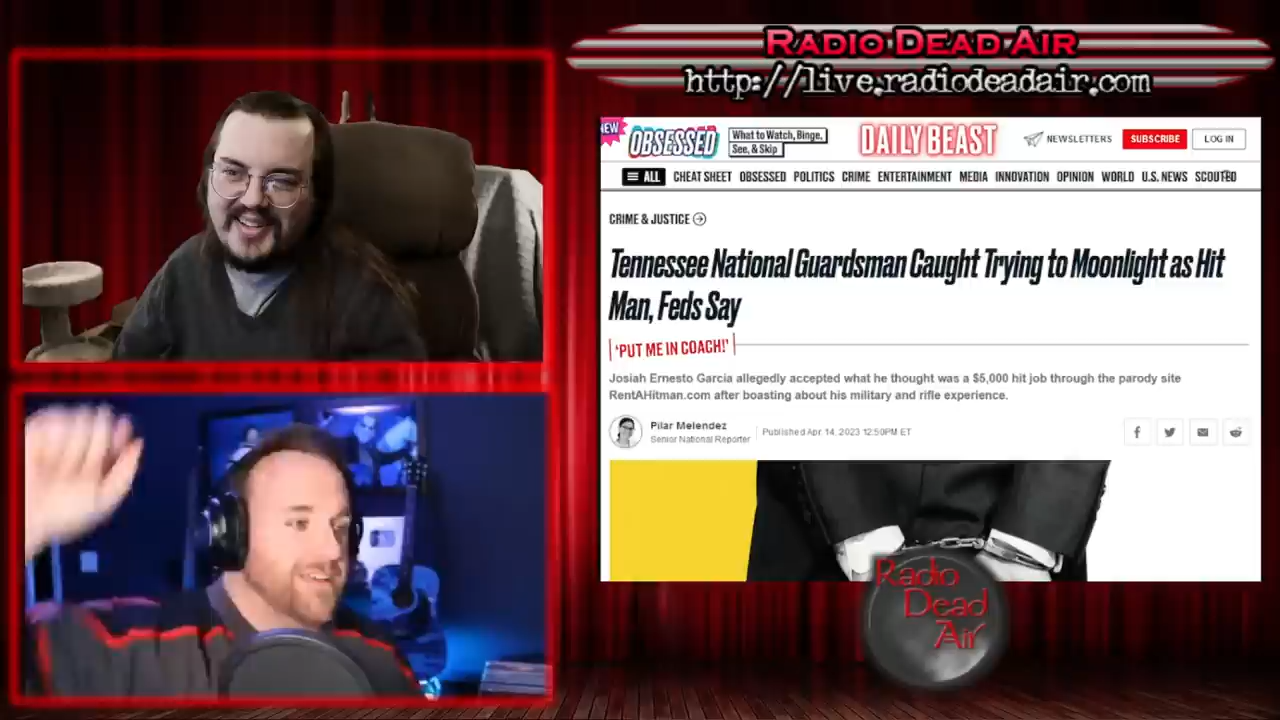 Radio Dead Air
http://live.radiodeadair.com
NEW
OBSESSED
What to Watch, Binge,
See, & Skip
DAILY BEAST
NEWSLETTERS
SUBSCRIBE
LOG IN
ALL
CHEAT SHEET
OBSESSED
POLITICS
CRIME
ENTERTAINMENT
MEDIA
INNOVATION
OPINION
WORLD
U.S. NEWS
SCOUTED
CRIME & JUSTICE
Tennessee National Guardsman Caught Trying to Moonlight as Hit
Man, Feds Say
'PUT ME IN COACH!'
Josiah Ernesto Garcia allegedly accepted what he thought was a $5,000 hit job through the parody site
RentAHitman.com after boasting about his military and rifle experience.
Pilar Melendez
Senior National Reporter
Published Apr. 14, 2023 12:50PM ET
Radio
Dead
Air